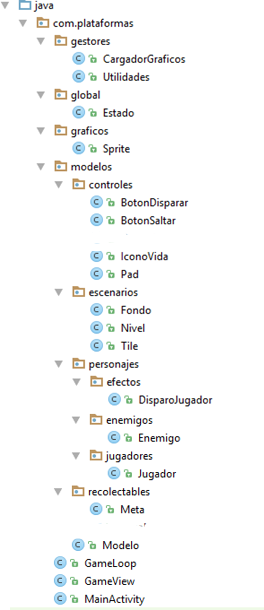 java
com.plataformas
gestores
CargadorGraficos
Utilidades
global
Estado
graficos
Sprite
modelos
controles
BotonDisparar
BotonSaltar
IconoVida
Pad
escenarios
Fondo
Nivel
Tile
personajes
efectos
DisparoJugador
enemigos
Enemigo
jugadores
Jugador
recolectables
Meta
Modelo
GameLoop
GameView
MainActivity